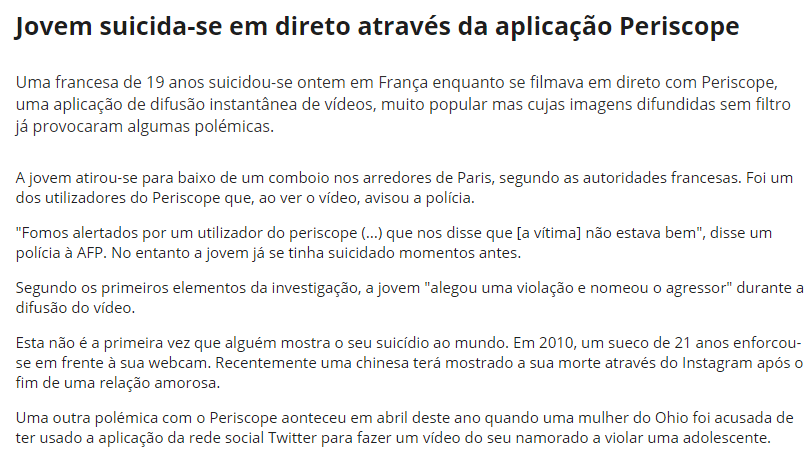 Jovem suicida-se em direto através da aplicação Periscope
Uma francesa de 19 anos suicidou-se ontem em França enquanto se filmava em direto com Periscope,
uma aplicação de difusão instantânea de vídeos, muito popular mas cujas imagens difundidas sem filtro
já provocaram algumas polémicas.
A jovem atirou-se para baixo de um comboio nos arredores de Paris, segundo as autoridades francesas. Foi um
dos utilizadores do Periscope que, ao ver o vídeo, avisou a polícia.
"Fomos alertados por um utilizador do periscope (...) que nos disse que [a vítima] não estava bem", disse um
polícia à AFP. No entanto a jovem já se tinha suicidado momentos antes.
Segundo os primeiros elementos da investigação, a jovem "alegou uma violação e nomeou o agressor" durante a
difusão do vídeo.
Esta não é a primeira vez que alguém mostra o seu suicídio ao mundo. Em 2010, um sueco de 21 anos enforcou-
se em frente à sua webcam. Recentemente uma chinesa terá mostrado a sua morte através do Instagram após o
fim de uma relação amorosa.
Uma outra polémica com o Periscope aonteceu em abril deste ano quando uma mulher do Ohio foi acusada de
ter usado a aplicação da rede social Twitter para fazer um vídeo do seu namorado a violar uma adolescente.